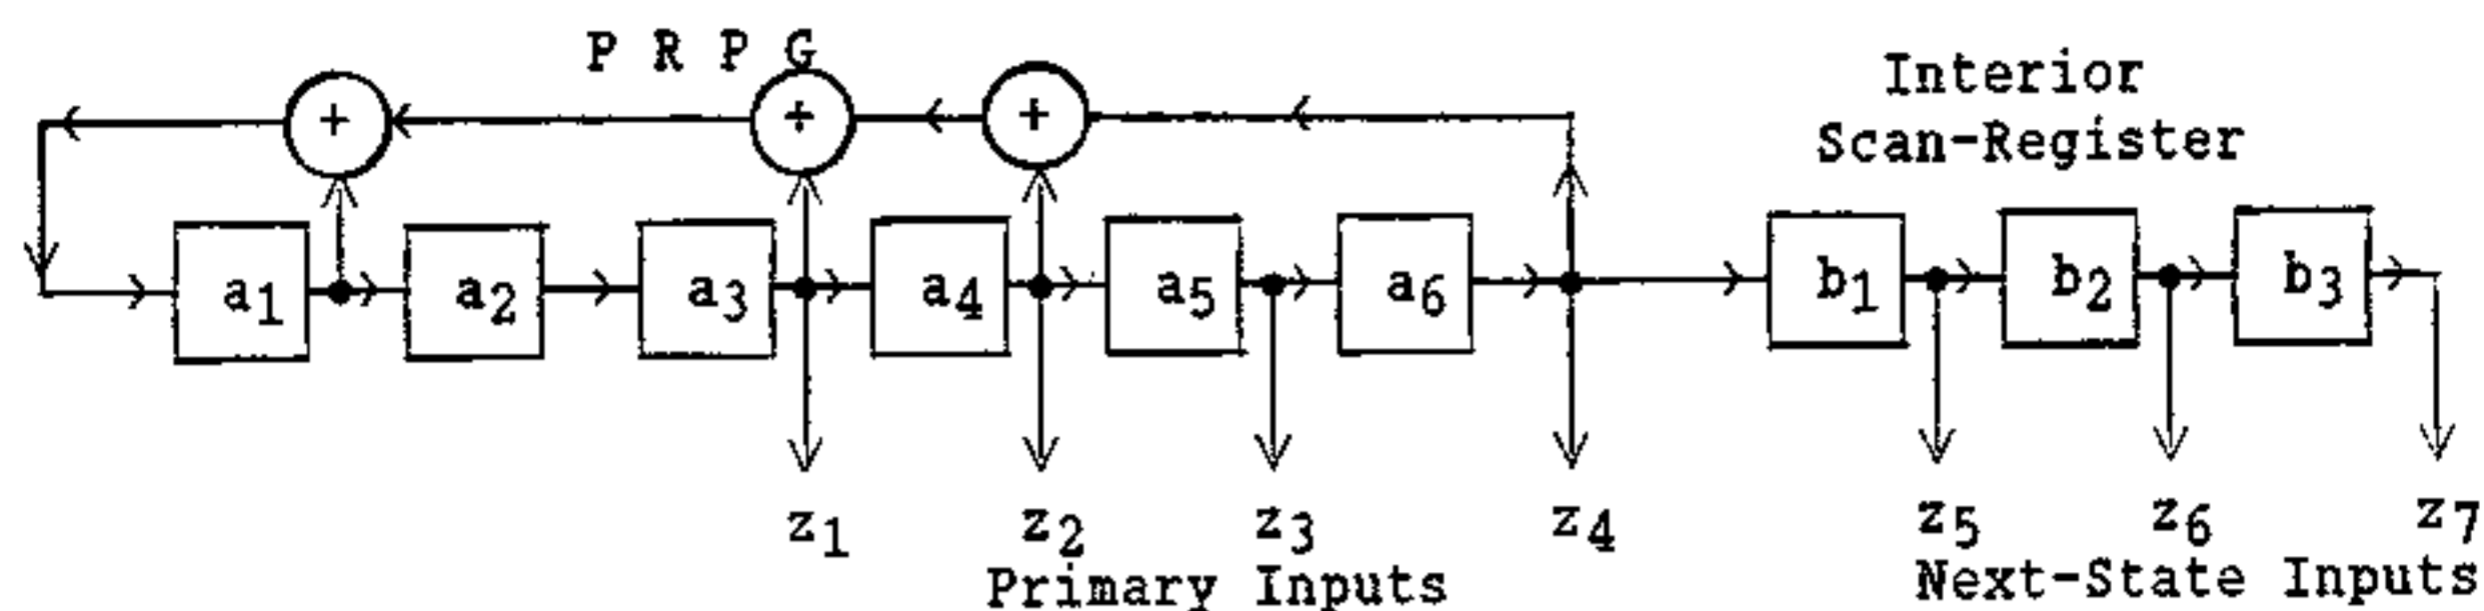 P R P G
Interior
Scan-Register
+ + +
a1 a2 a3 a4 a5 a6 b1 b2 b3
z1 z2 z3 z4 z5 z6 z7
Primary Inputs
Next-State Inputs